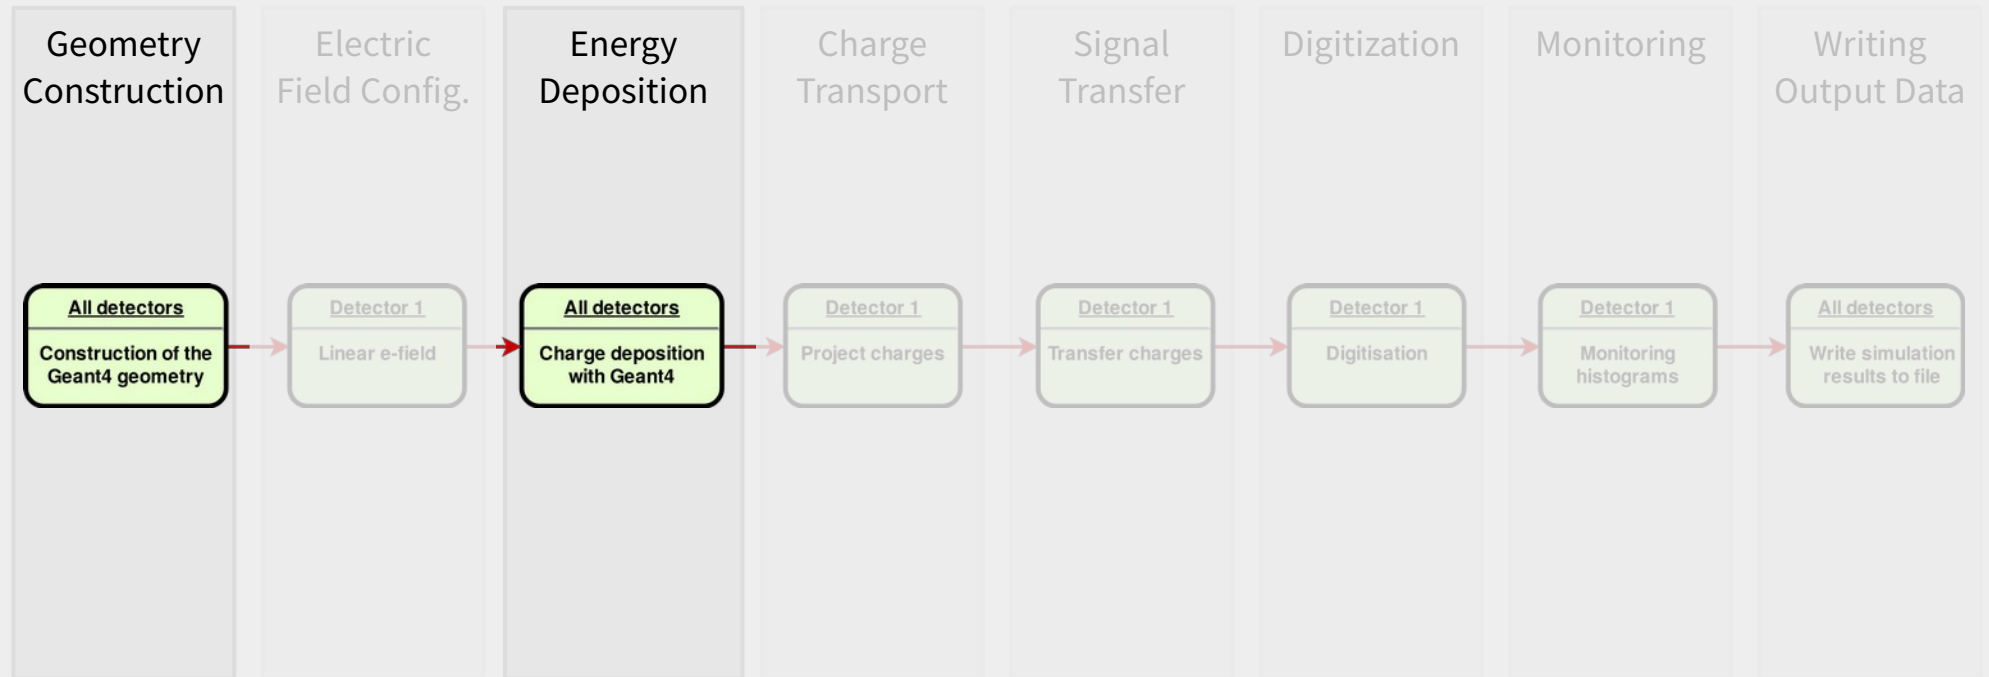 Geometry
Construction
Electric
Field Config.
Energy
Deposition
Charge
Transport
Signal
Transfer
Digitization
Monitoring
Writing
Output Data
All detectors
Construction of the
Geant4 geometry
Detector 1
Linear e-field
All detectors
Charge deposition
with Geant4
Detector 1
Project charges
Detector 1
Transfer charges
Detector 1
Digitisation
Detector 1
Monitoring
histograms
All detectors
Write simulation
results to file